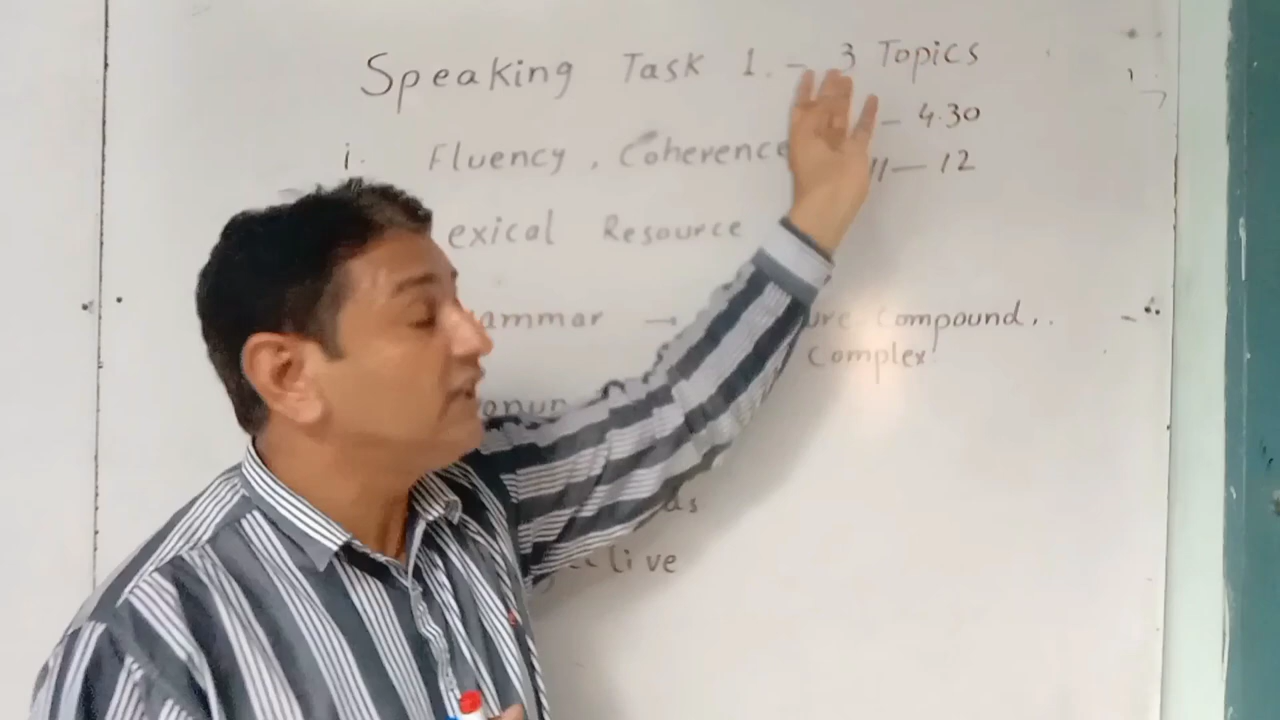 Speaking Task 1. - 3 Topics
- 4.30
i. Fluency, Coherence
11 - 12
exical Resource
ammar → ure Compound,.
Complex
onun
as
ective